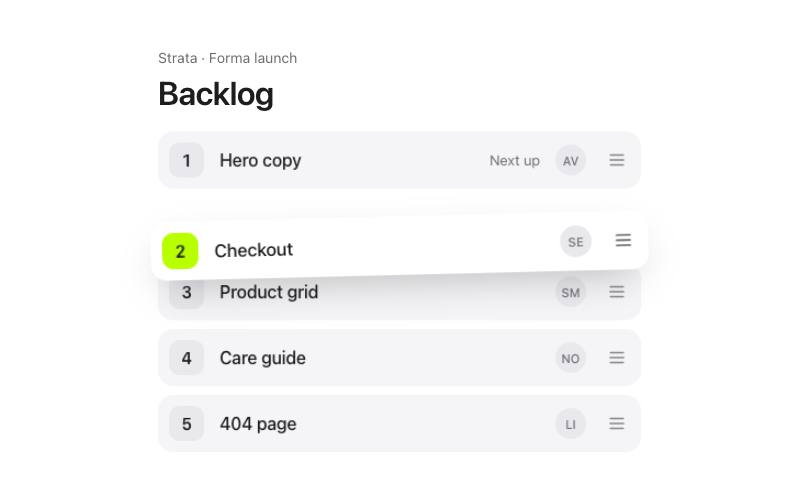 Strata · Forma launch
Backlog
1 Hero copy Next up AV
2 Checkout SE
3 Product grid SM
4 Care guide NO
5 404 page LI